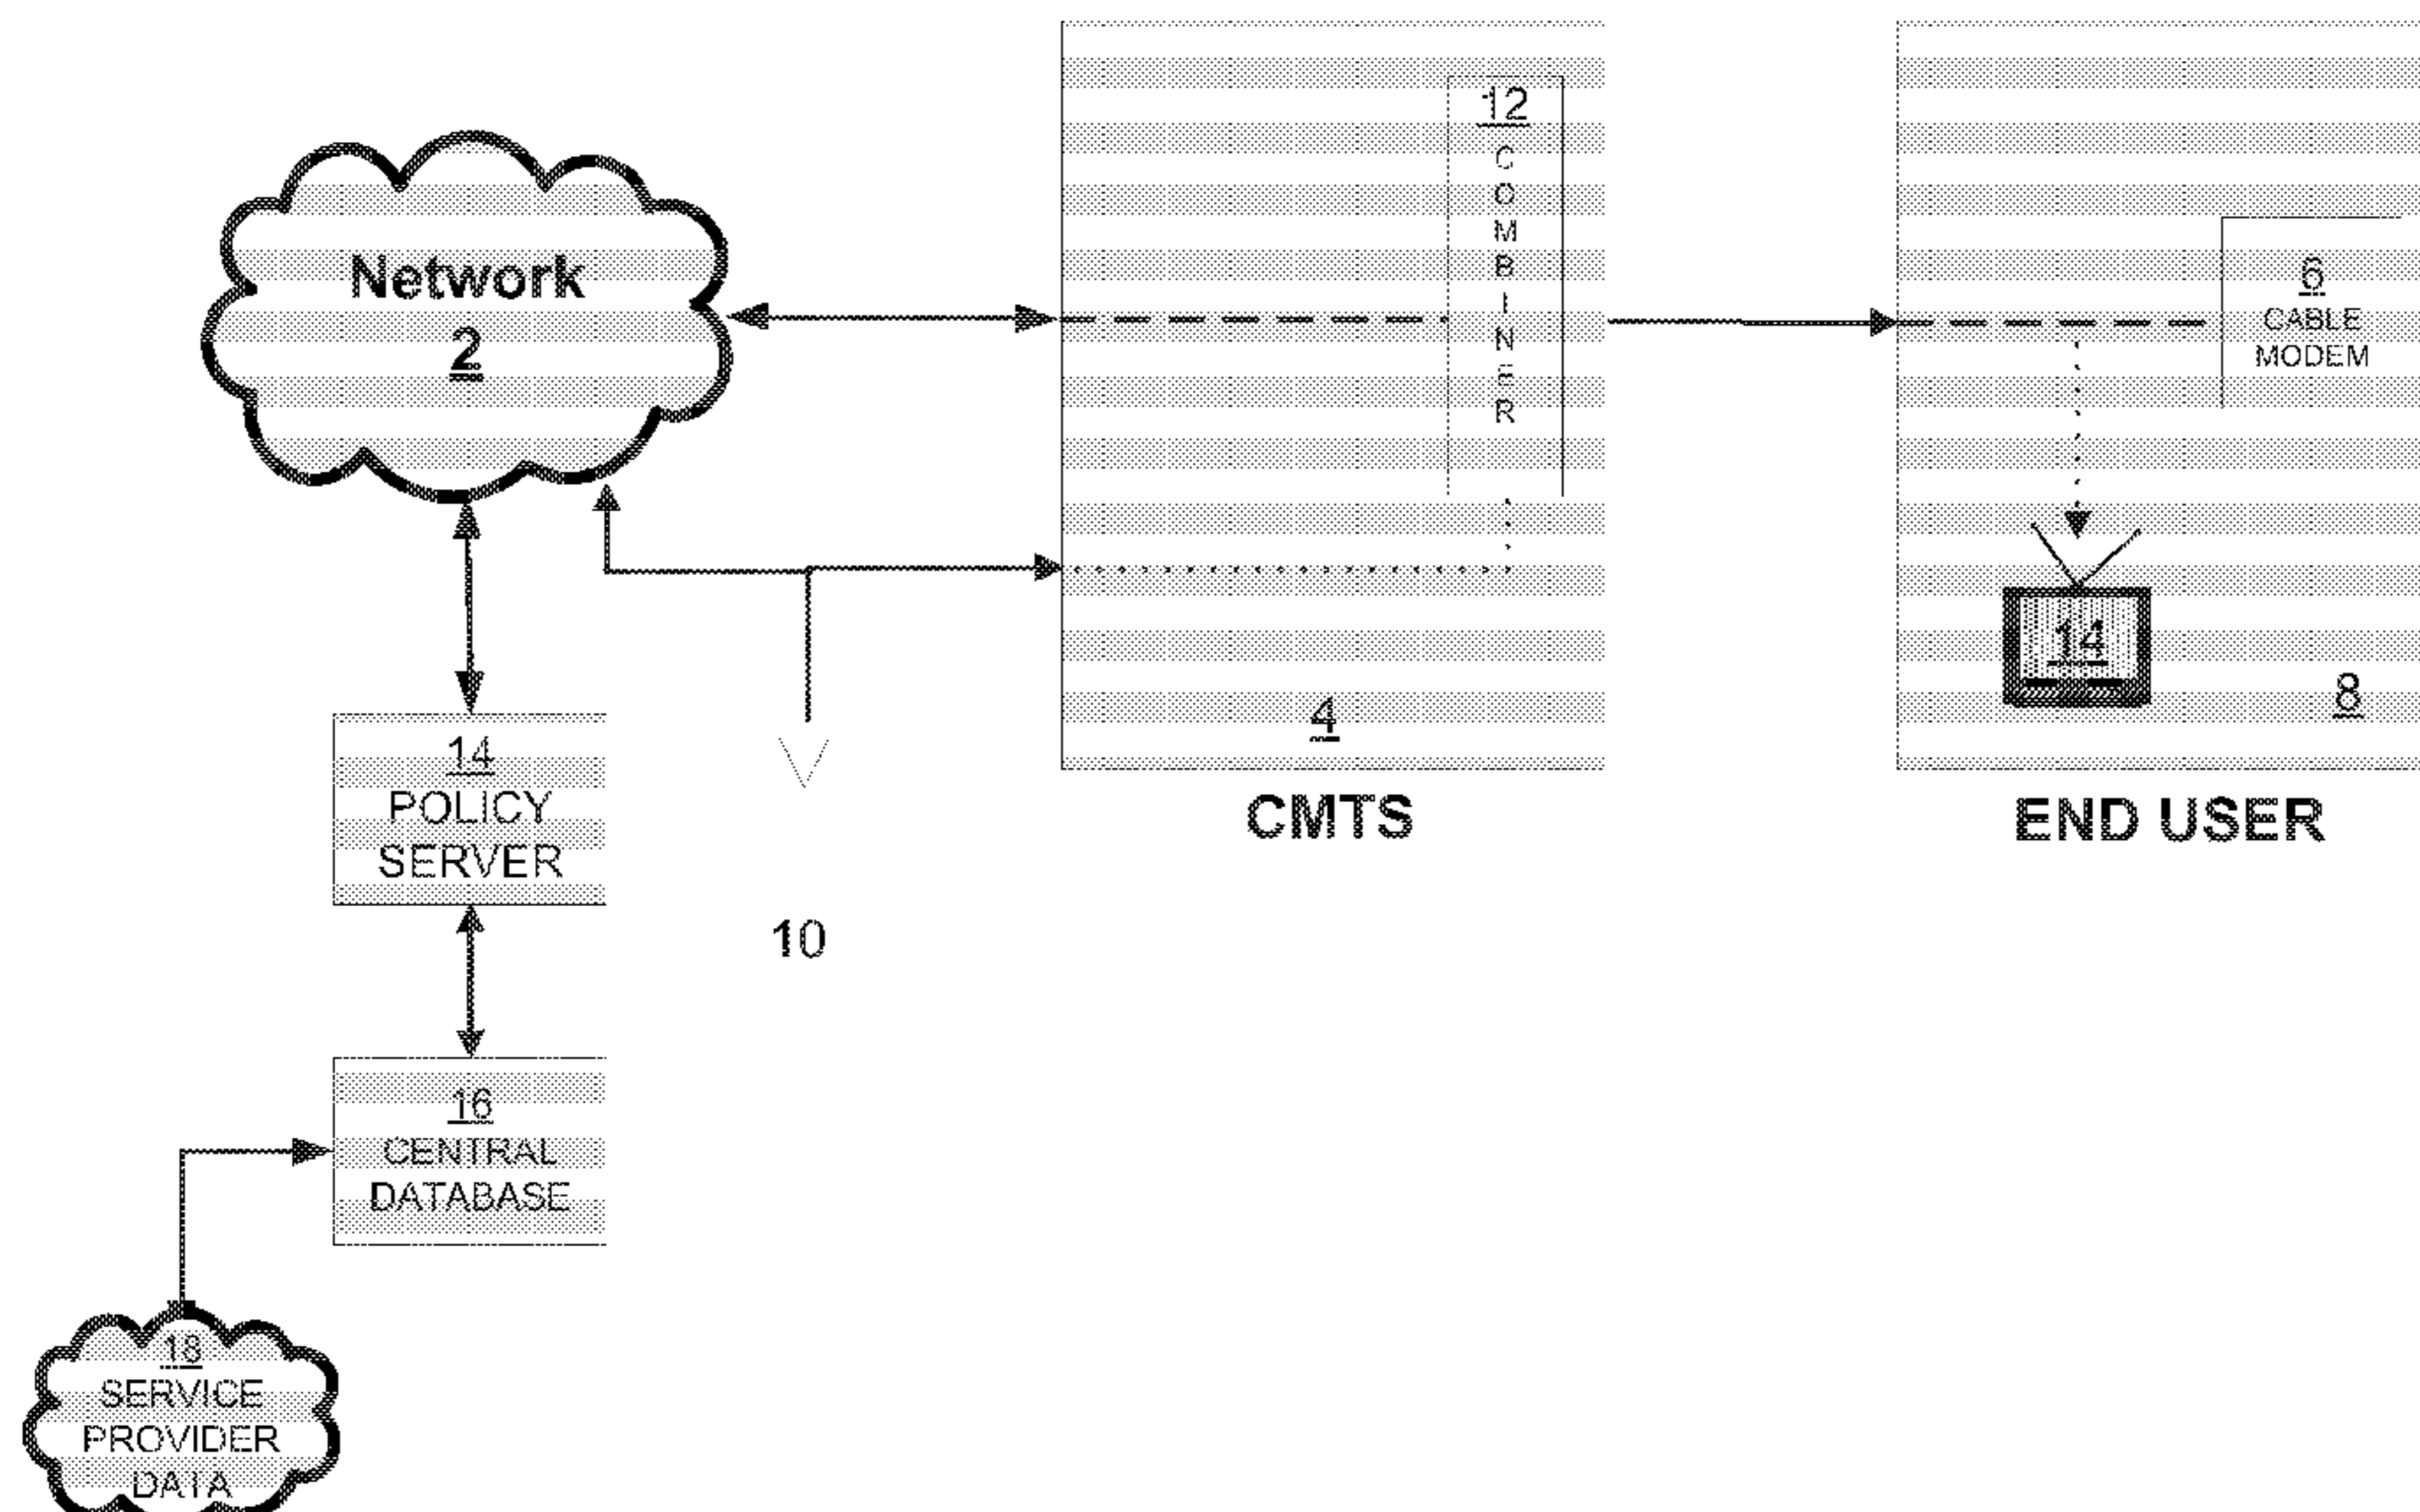 Network
2
12
C
O
M
B
I
N
E
R
4
CMTS
6
CABLE
MODEM
14
8
END USER
14
POLICY
SERVER
10
16
CENTRAL
DATABASE
18
SERVICE
PROVIDER
DATA